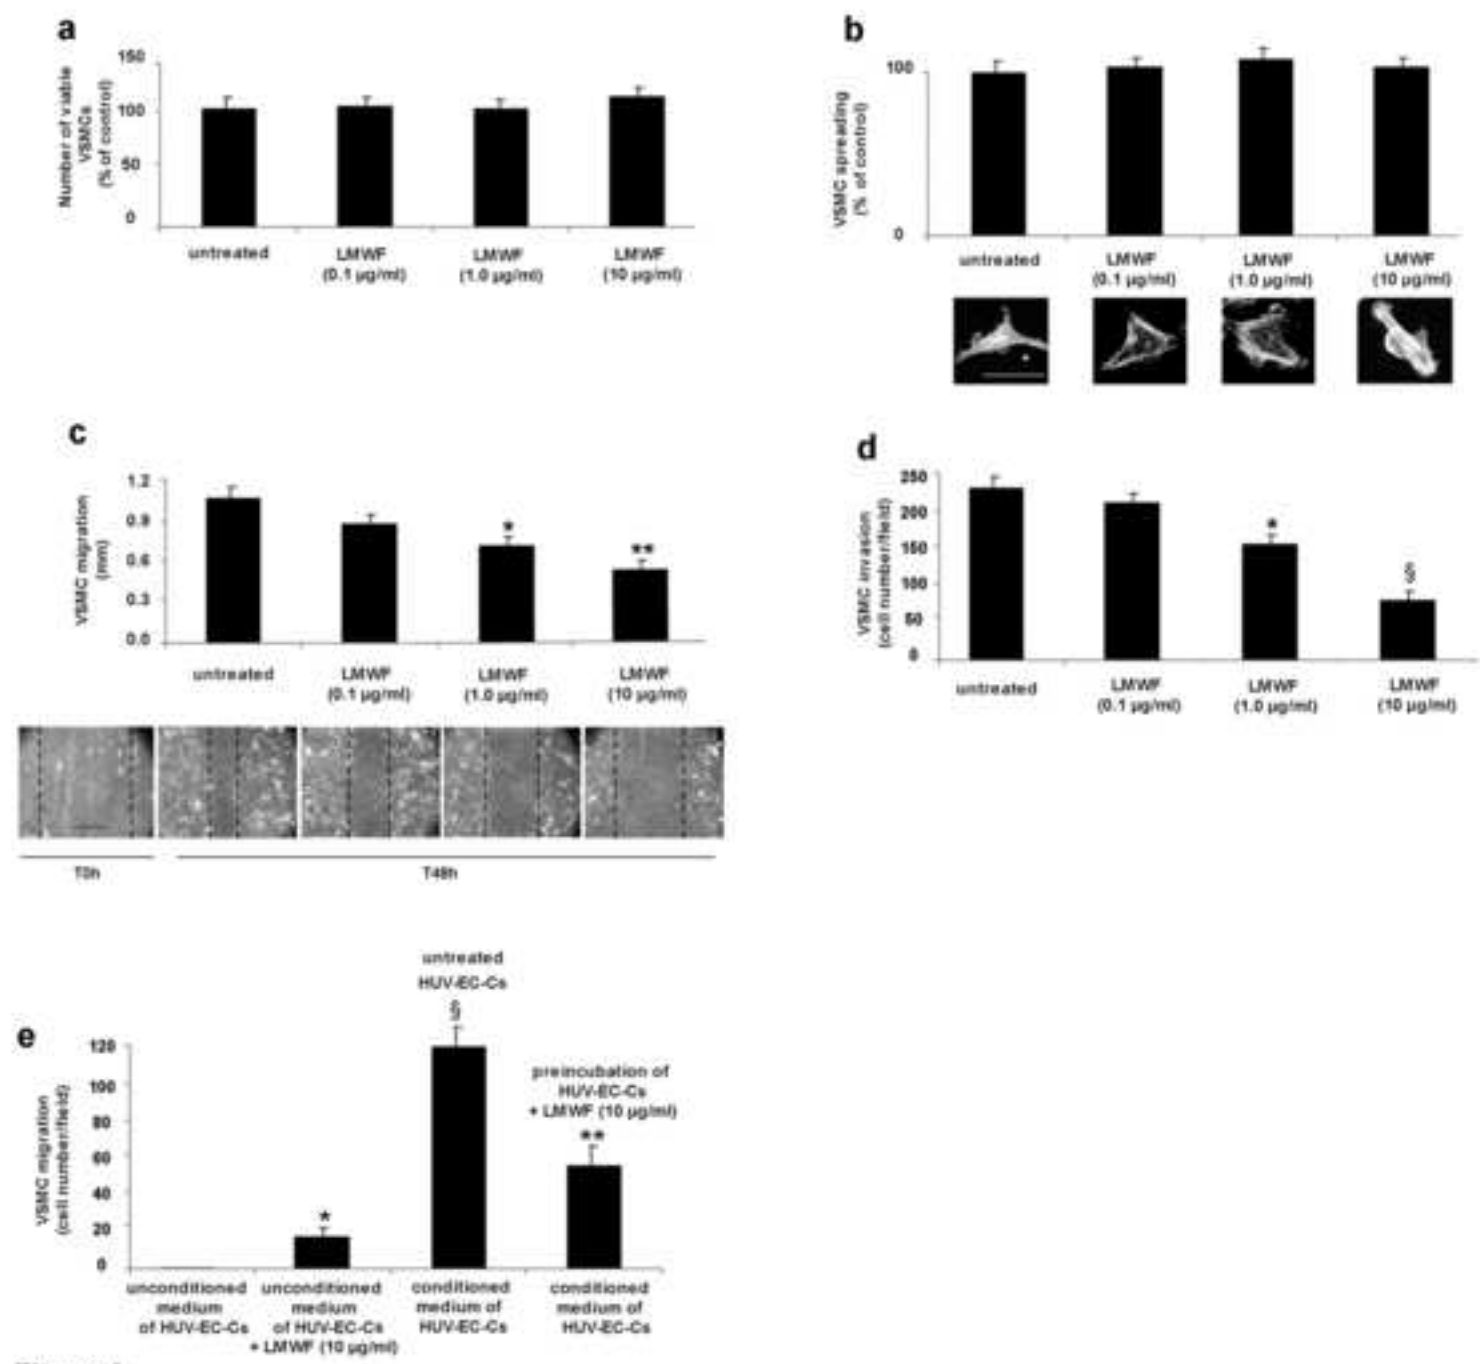 a
150
100
50
0
Number of viable
VSMCs
(% of control)
untreated
LMWF
(0.1 µg/ml)
LMWF
(1.0 µg/ml)
LMWF
(10 µg/ml)
b
100
0
VSMC spreading
(% of control)
untreated
LMWF
(0.1 µg/ml)
LMWF
(1.0 µg/ml)
LMWF
(10 µg/ml)
*
c
1.2
0.9
0.6
0.3
0.0
VSMC migration
(mm)
*
**
untreated
LMWF
(0.1 µg/ml)
LMWF
(1.0 µg/ml)
LMWF
(10 µg/ml)
T0h
T48h
d
250
200
150
100
50
0
VSMC invasion
(cell number/field)
*
§
untreated
LMWF
(0.1 µg/ml)
LMWF
(1.0 µg/ml)
LMWF
(10 µg/ml)
e
120
100
80
60
40
20
0
VSMC migration
(cell number/field)
*
untreated
HUV-EC-Cs
§
preincubation of
HUV-EC-Cs
+ LMWF (10 µg/ml)
**
unconditioned
medium
of HUV-EC-Cs
unconditioned
medium
of HUV-EC-Cs
+ LMWF (10 µg/ml)
conditioned
medium of
HUV-EC-Cs
conditioned
medium of
HUV-EC-Cs